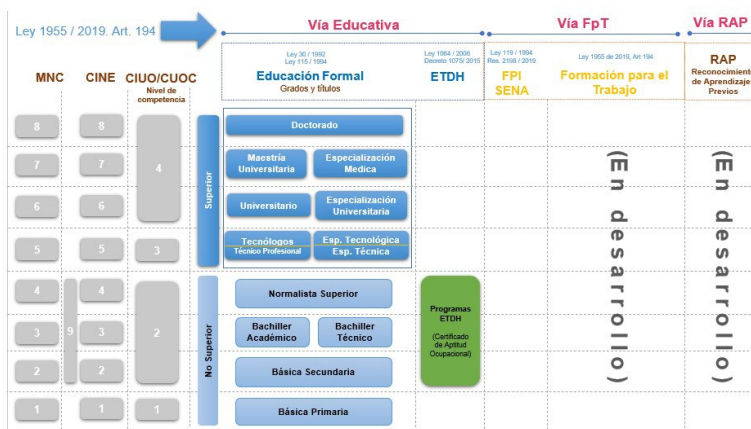 Vía Educativa
Vía FpT
Vía RAP
Ley 1955 / 2019. Art. 194
Ley 30 / 1992
Ley 115 / 1994
Educación Formal
Grados y títulos
Ley 1064 / 2006
Decreto 1075/ 2015
ETDH
Ley 119 / 1994
Res. 2198 / 2019
FPI
SENA
Ley 1955 de 2019, Art 194
Formación para el
Trabajo
RAP
Reconocimiento
de Aprendizajes
Previos
MNC
CINE
CIUO/CUOC
Nivel de
competencia
8
8
4
Superior
Doctorado
7
7
Maestría
Universitaria
Especialización
Medica
6
6
Universitario
Especialización
Universitaria
5
5
3
Tecnólogos
Técnico Profesional
Esp. Tecnológica
Esp. Técnica
4
4
9
2
No Superior
Normalista Superior
Programas
ETDH
(Certificado
de Aptitud
Ocupacional)
3
3
Bachiller
Académico
Bachiller
Técnico
2
2
Básica Secundaria
1
1
1
Básica Primaria
(En desarrollo)
(En desarrollo)